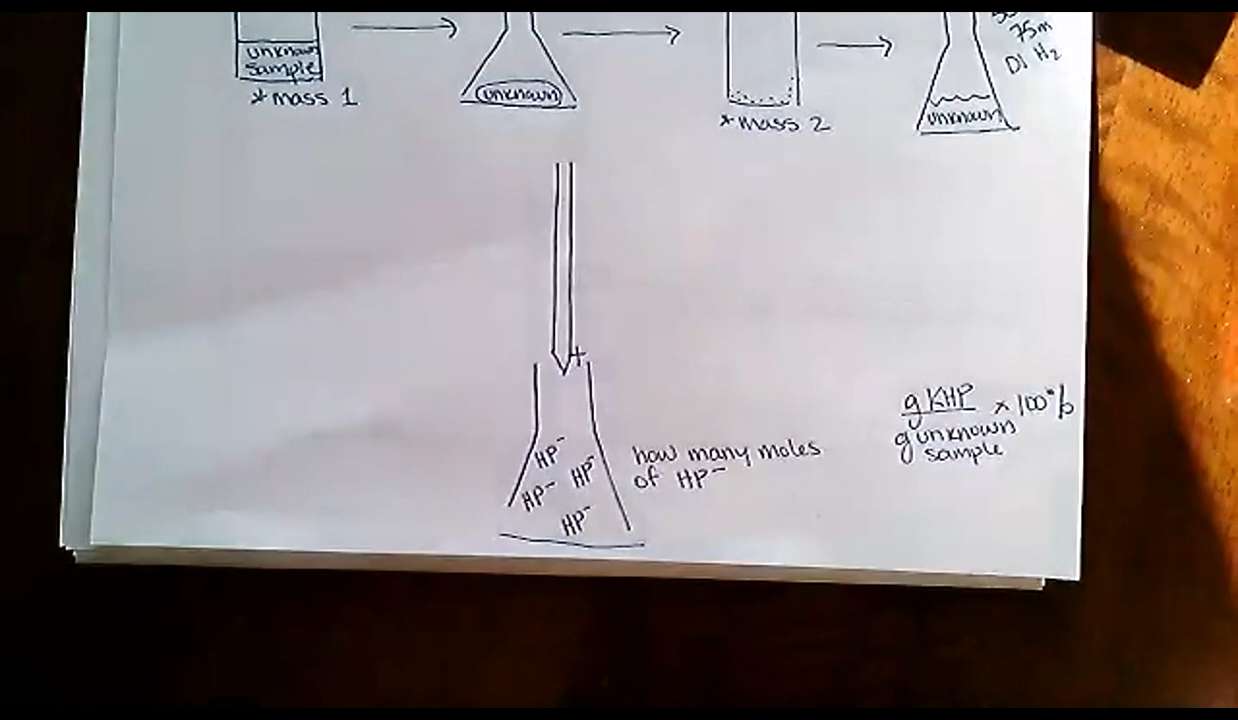 unknown
sample
*mass 1
unknown
*mass 2
75m
DI H₂
unknown
HP⁻
HP⁻
HP⁻
HP⁻
how many moles
of HP⁻
g KHP
g unknown
sample
x 100%